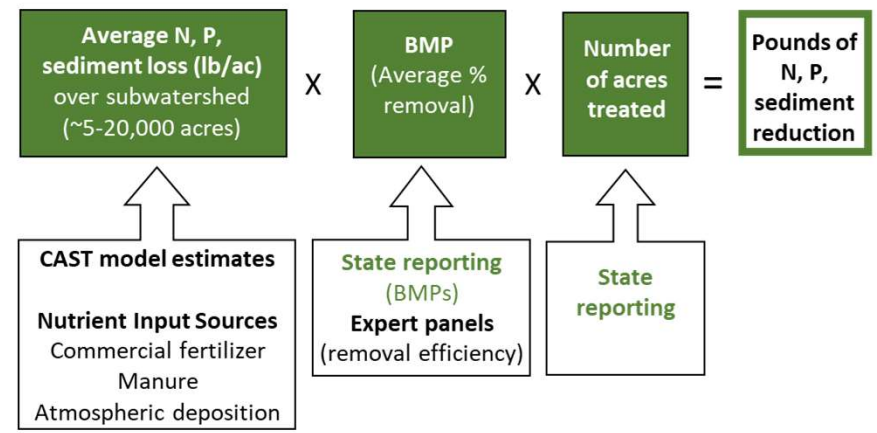 Average N, P,
sediment loss (lb/ac)
over subwatershed
(~5-20,000 acres)
X
BMP
(Average %
removal)
X
Number
of acres
treated
=
Pounds of
N, P,
sediment
reduction
CAST model estimates
Nutrient Input Sources
Commercial fertilizer
Manure
Atmospheric deposition
State reporting
(BMPs)
Expert panels
(removal efficiency)
State
reporting